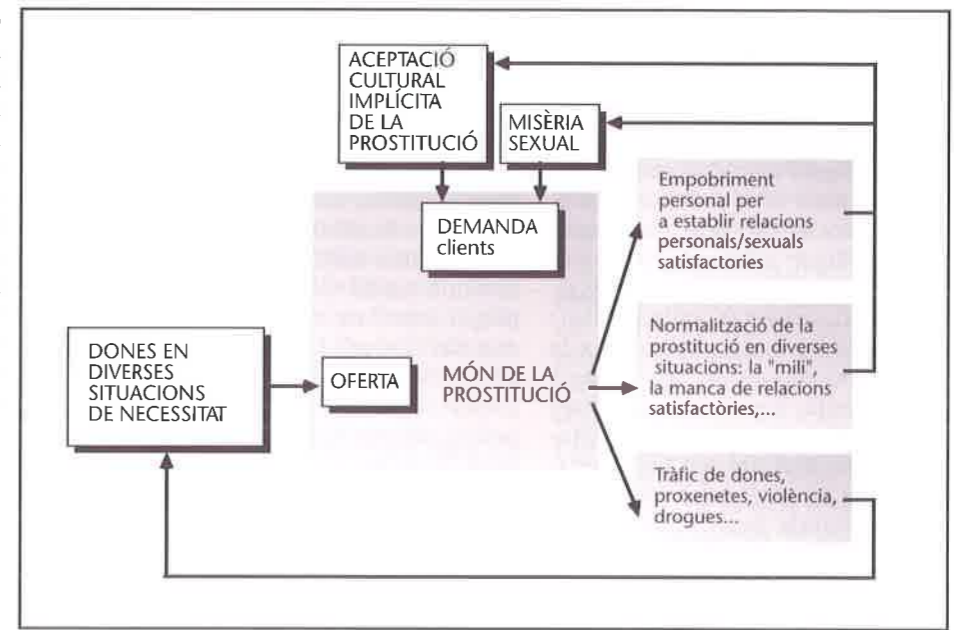 ACEPTACIÓ
CULTURAL
IMPLÍCITA
DE LA
PROSTITUCIÓ
MISÈRIA
SEXUAL
DEMANDA
clients
Empobriment
personal per
a establir relacions
personals/sexuals
satisfactories
DONES EN
DIVERSES
SITUACIONS
DE NECESSITAT
OFERTA
MÓN DE LA
PROSTITUCIÓ
Normalització de la
prostitució en diverses
situacions: la "mili",
la manca de relacions
satisfactòries,...
Tràfic de dones,
proxenetes, violència,
drogues...